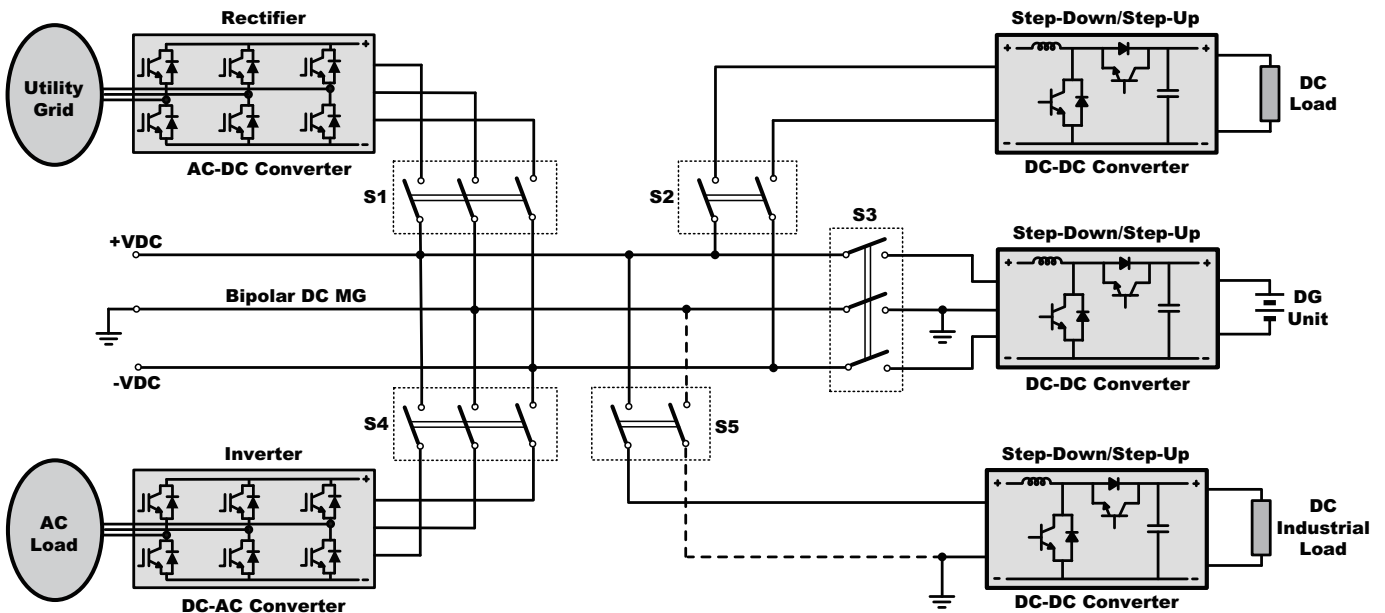 Rectifier
Step-Down/Step-Up
Utility
Grid
+
-
AC-DC Converter
+ +
- -
DC
Load
DC-DC Converter
S1
S2
S3
+VDC
Bipolar DC MG
-VDC
Step-Down/Step-Up
+ +
- -
DG
Unit
DC-DC Converter
S4
S5
Inverter
Step-Down/Step-Up
AC
Load
+
-
DC-AC Converter
+ +
- -
DC
Industrial
Load
DC-DC Converter